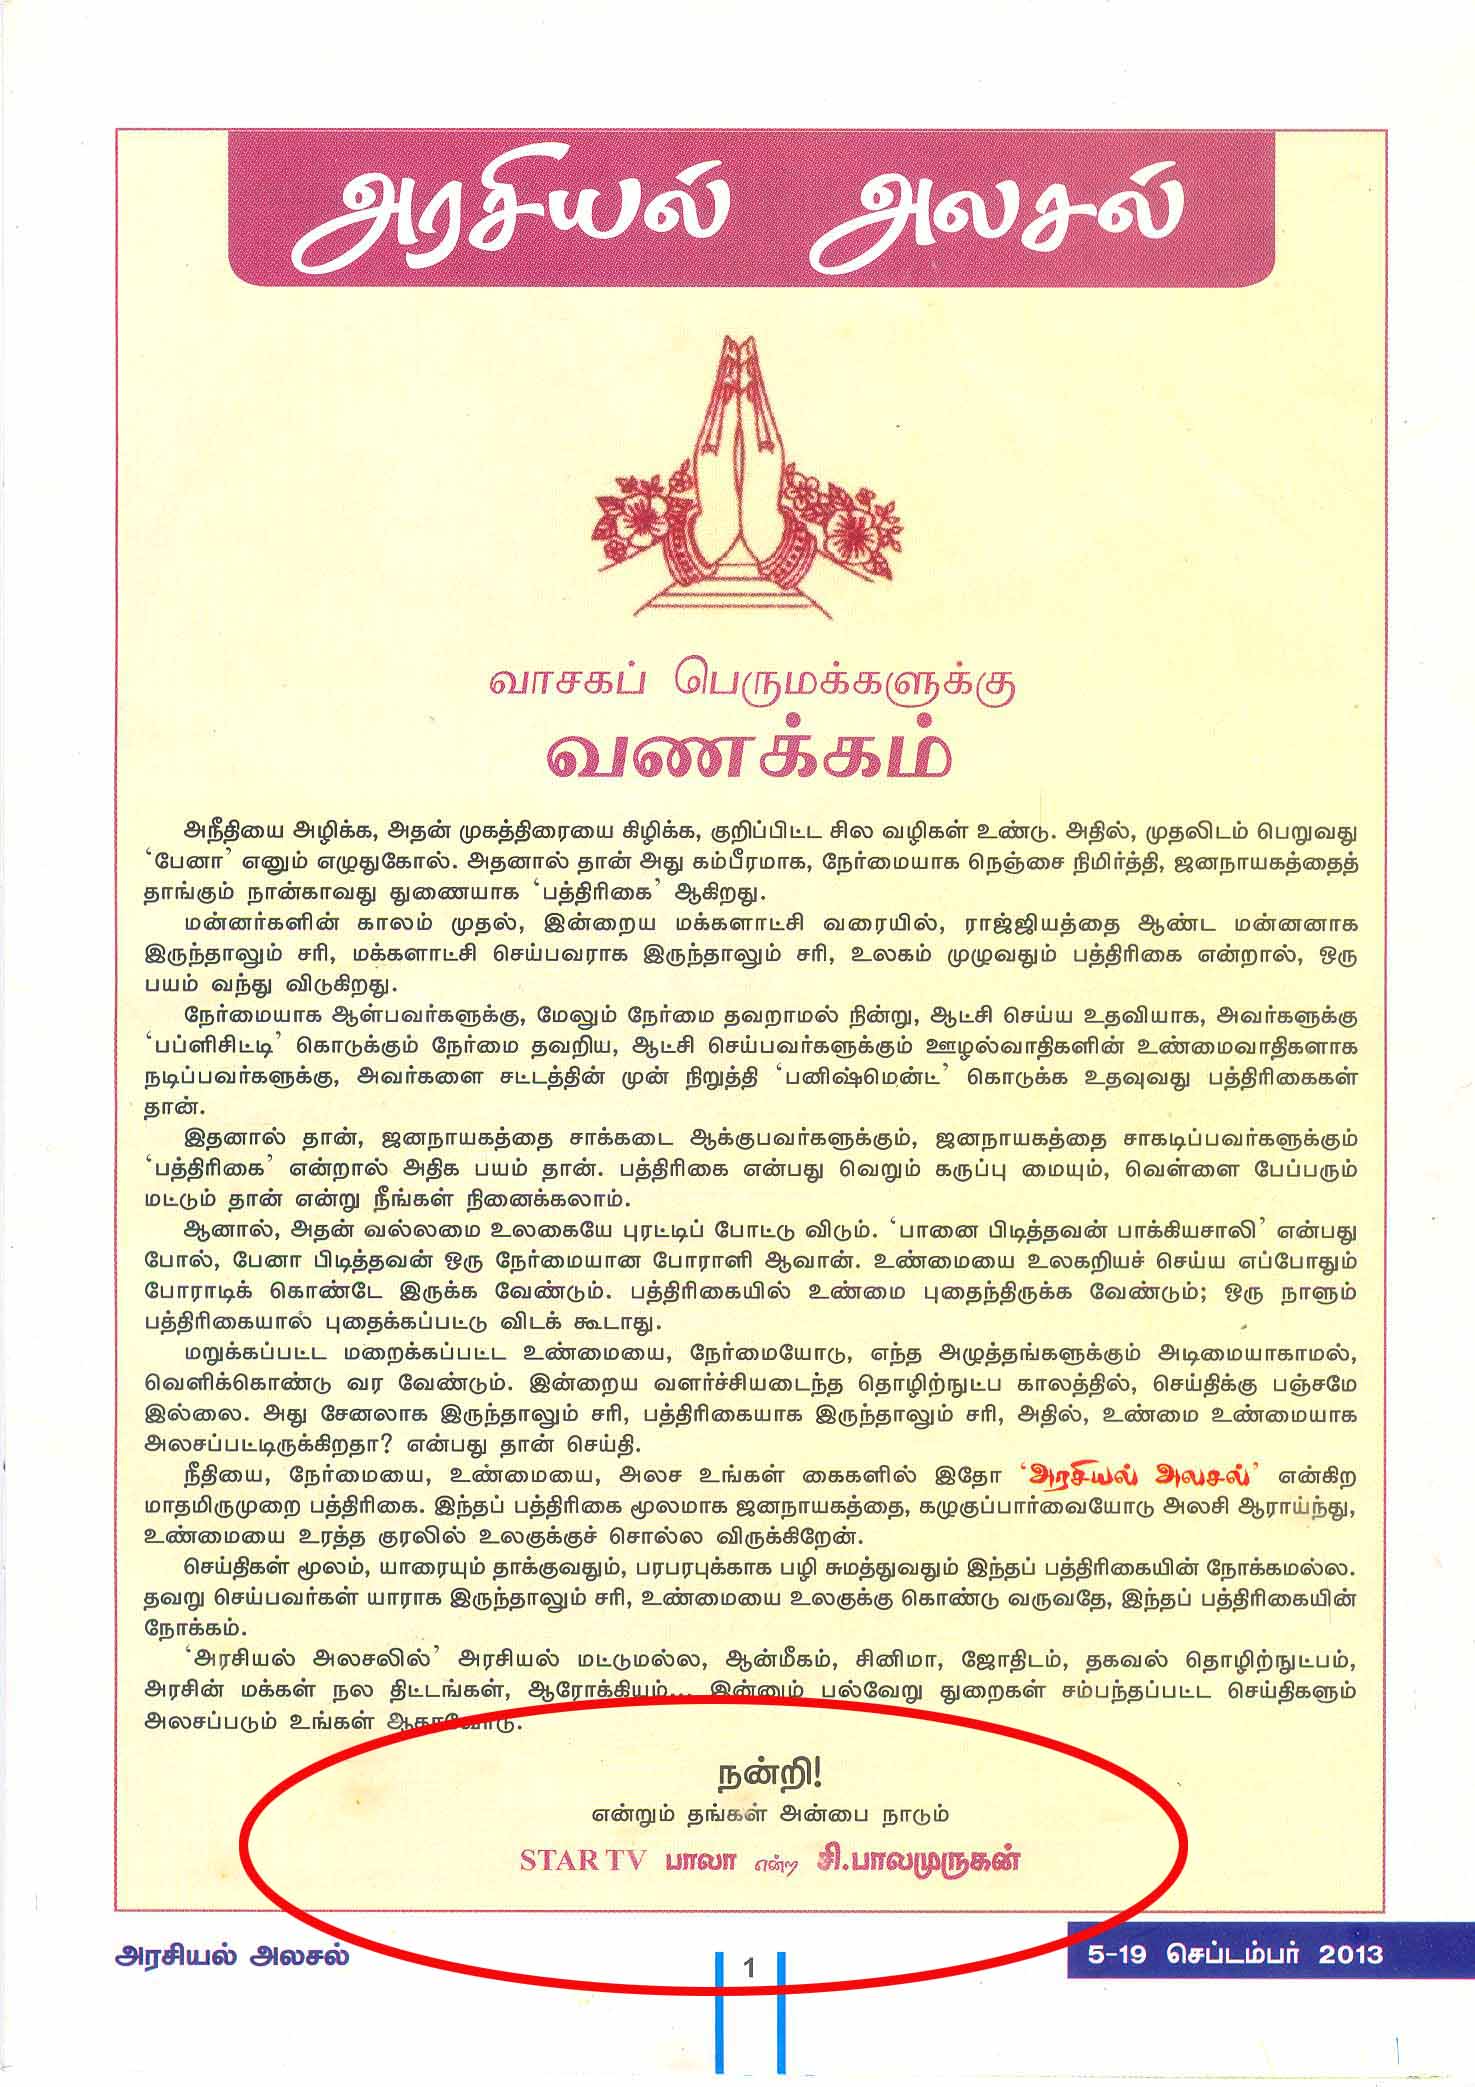 அரசியல் அலசல்
வாசகப் பெருமக்களுக்கு
வணக்கம்
அநீதியை அழிக்க, அதன் முகத்திரையை கிழிக்க, குறிப்பிட்ட சில வழிகள் உண்டு. அதில், முதலிடம் பெறுவது
‘பேனா’ எனும் எழுதுகோல். அதனால் தான் அது கம்பீரமாக, நேர்மையாக நெஞ்சை நிமிர்த்தி, ஜனநாயகத்தைத்
தாங்கும் நான்காவது துணையாக ‘பத்திரிகை’ ஆகிறது.
மன்னர்களின் காலம் முதல், இன்றைய மக்களாட்சி வரையில், ராஜ்ஜியத்தை ஆண்ட மன்னனாக
இருந்தாலும் சரி, மக்களாட்சி செய்பவராக இருந்தாலும் சரி, உலகம் முழுவதும் பத்திரிகை என்றால், ஒரு
பயம் வந்து விடுகிறது.
நேர்மையாக ஆள்பவர்களுக்கு, மேலும் நேர்மை தவறாமல் நின்று, ஆட்சி செய்ய உதவியாக, அவர்களுக்கு
‘பப்ளிசிட்டி’ கொடுக்கும் நேர்மை தவறிய, ஆட்சி செய்பவர்களுக்கும் ஊழல்வாதிகளின் உண்மைவாதிகளாக
நடிப்பவர்களுக்கு, அவர்களை சட்டத்தின் முன் நிறுத்தி ‘பனிஷ்மென்ட்’ கொடுக்க உதவுவது பத்திரிகைகள்
தான்.
இதனால் தான், ஜனநாயகத்தை சாக்கடை ஆக்குபவர்களுக்கும், ஜனநாயகத்தை சாகடிப்பவர்களுக்கும்
‘பத்திரிகை’ என்றால் அதிக பயம் தான். பத்திரிகை என்பது வெறும் கருப்பு மையும், வெள்ளை பேப்பரும்
மட்டும் தான் என்று நீங்கள் நினைக்கலாம்.
ஆனால், அதன் வல்லமை உலகையே புரட்டிப் போட்டு விடும். ‘பானை பிடித்தவன் பாக்கியசாலி’ என்பது
போல், பேனா பிடித்தவன் ஒரு நேர்மையான போராளி ஆவான். உண்மையை உலகறியச் செய்ய எப்போதும்
போராடிக் கொண்டே இருக்க வேண்டும். பத்திரிகையில் உண்மை புதைந்திருக்க வேண்டும்; ஒரு நாளும்
பத்திரிகையால் புதைக்கப்பட்டு விடக் கூடாது.
மறுக்கப்பட்ட மறைக்கப்பட்ட உண்மையை, நேர்மையோடு, எந்த அழுத்தங்களுக்கும் அடிமையாகாமல்,
வெளிக்கொண்டு வர வேண்டும். இன்றைய வளர்ச்சியடைந்த தொழிற்நுட்ப காலத்தில், செய்திக்கு பஞ்சமே
இல்லை. அது சேனலாக இருந்தாலும் சரி, பத்திரிகையாக இருந்தாலும் சரி, அதில், உண்மை உண்மையாக
அலசப்பட்டிருக்கிறதா? என்பது தான் செய்தி.
நீதியை, நேர்மையை, உண்மையை, அலச உங்கள் கைகளில் இதோ ‘அரசியல் அலசல்’ என்கிற
மாதமிருமுறை பத்திரிகை. இந்தப் பத்திரிகை மூலமாக ஜனநாயகத்தை, கழுகுப்பார்வையோடு அலசி ஆராய்ந்து,
உண்மையை உரத்த குரலில் உலகுக்குச் சொல்ல விருக்கிறேன்.
செய்திகள் மூலம், யாரையும் தாக்குவதும், பரபரபுக்காக பழி சுமத்துவதும் இந்தப் பத்திரிகையின் நோக்கமல்ல.
தவறு செய்பவர்கள் யாராக இருந்தாலும் சரி, உண்மையை உலகுக்கு கொண்டு வருவதே, இந்தப் பத்திரிகையின்
நோக்கம்.
‘அரசியல் அலசலில்’ அரசியல் மட்டுமல்ல, ஆன்மீகம், சினிமா, ஜோதிடம், தகவல் தொழிற்நுட்பம்,
அரசின் மக்கள் நல திட்டங்கள், ஆரோக்கியம்... இன்னும் பல்வேறு துறைகள் சம்பந்தப்பட்ட செய்திகளும்
அலசப்படும் உங்கள் ஆதரவோடு.
நன்றி!
என்றும் தங்கள் அன்பை நாடும்
STAR TV பாலா என்ற சி.பாலமுருகன்
அரசியல் அலசல்
1
5-19 செப்டம்பர் 2013